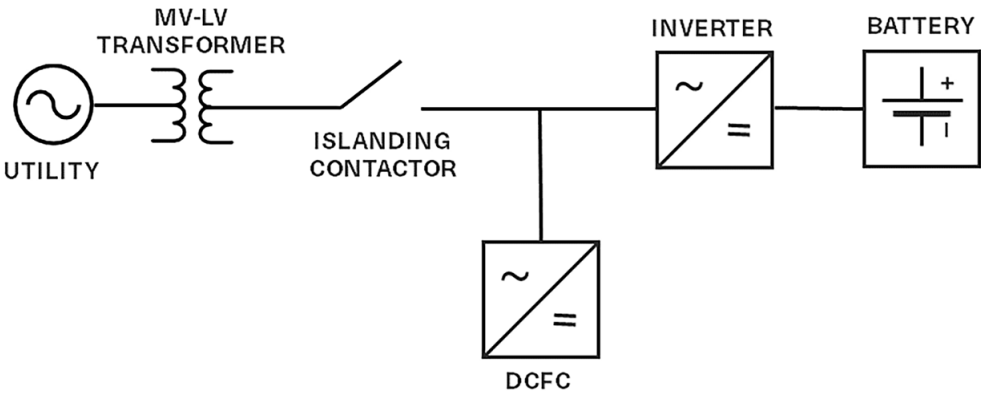 MV-LV
TRANSFORMER
INVERTER
BATTERY
UTILITY
ISLANDING
CONTACTOR
~
=
~
=
+
−
DCFC